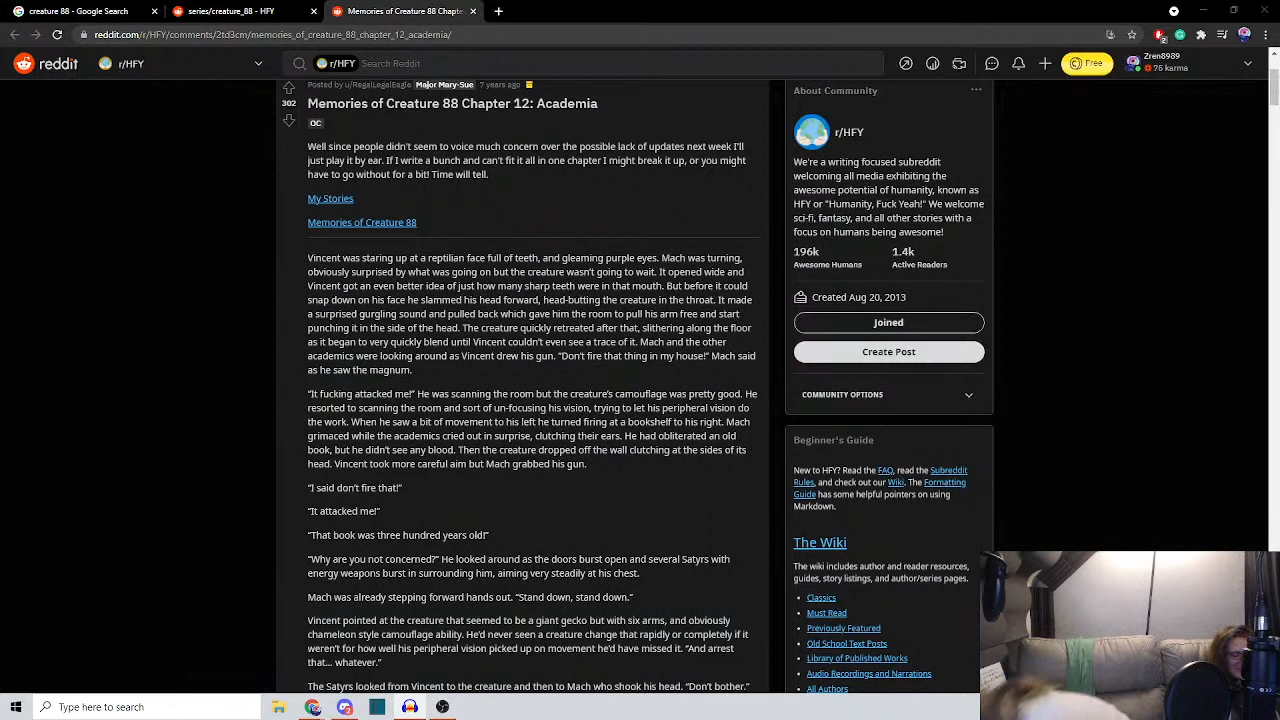 creature 88 - Google Search
series/creature_88 - HFY
Memories of Creature 88 Chapte
reddit.com/r/HFY/comments/2td3cm/memories_of_creature_88_chapter_12_academia/
reddit
r/HFY
r/HFY Search Reddit
Free
Zren8989
76 karma
Posted by u/RegalLegalEagle Major Mary-Sue 7 years ago
302
Memories of Creature 88 Chapter 12: Academia
OC
Well since people didn't seem to voice much concern over the possible lack of updates next week I'll
just play it by ear. If I write a bunch and can't fit it all in one chapter I might break it up, or you might
have to go without for a bit! Time will tell.
My Stories
Memories of Creature 88
Vincent was staring up at a reptilian face full of teeth, and gleaming purple eyes. Mach was turning,
obviously surprised by what was going on but the creature wasn't going to wait. It opened wide and
Vincent got an even better idea of just how many sharp teeth were in that mouth. But before it could
snap down on his face he slammed his head forward, head-butting the creature in the throat. It made
a surprised gurgling sound and pulled back which gave him the room to pull his arm free and start
punching it in the side of the head. The creature quickly retreated after that, slithering along the floor
as it began to very quickly blend until Vincent couldn't even see a trace of it. Mach and the other
academics were looking around as Vincent drew his gun. "Don't fire that thing in my house!" Mach said
as he saw the magnum.
"It fucking attacked me!" He was scanning the room but the creature's camouflage was pretty good. He
resorted to scanning the room and sort of un-focusing his vision, trying to let his peripheral vision do
the work. When he saw a bit of movement to his left he turned firing at a bookshelf to his right. Mach
grimaced while the academics cried out in surprise, clutching their ears. He had obliterated an old
book, but he didn't see any blood. Then the creature dropped off the wall clutching at the sides of its
head. Vincent took more careful aim but Mach grabbed his gun.
"I said don't fire that!"
"It attacked me!"
"That book was three hundred years old!"
"Why are you not concerned?" He looked around as the doors burst open and several Satyrs with
energy weapons burst in surrounding him, aiming very steadily at his chest.
Mach was already stepping forward hands out. "Stand down, stand down."
Vincent pointed at the creature that seemed to be a giant gecko but with six arms, and obviously
chameleon style camouflage ability. He'd never seen a creature change that rapidly or completely if it
weren't for how well his peripheral vision picked up on movement he'd have missed it. "And arrest
that... whatever."
The Satyrs looked from Vincent to the creature and then to Mach who shook his head. "Don't bother."
About Community
r/HFY
We're a writing focused subreddit
welcoming all media exhibiting the
awesome potential of humanity, known as
HFY or "Humanity, Fuck Yeah!" We welcome
sci-fi, fantasy, and all other stories with a
focus on humans being awesome!
196k
Awesome Humans
1.4k
Active Readers
Created Aug 20, 2013
Joined
Create Post
COMMUNITY OPTIONS
Beginner's Guide
New to HFY? Read the FAQ, read the Subreddit
Rules, and check out our Wiki. The Formatting
Guide has some helpful pointers on using
Markdown.
The Wiki
The wiki includes author and reader resources,
guides, story listings, and author/series pages.
Classics
Must Read
Previously Featured
Old School Text Posts
Library of Published Works
Audio Recordings and Narrations
All Authors
Type here to search